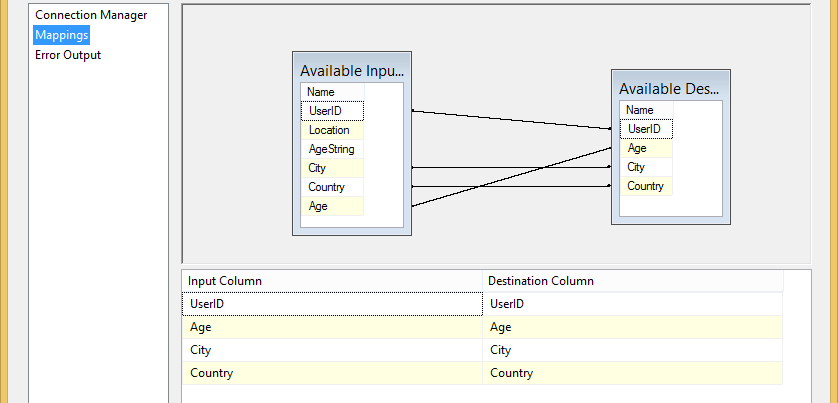 Connection Manager
Mappings
Error Output
Available Inpu...
Name
UserID
Location
AgeString
City
Country
Age
Available Des...
Name
UserID
Age
City
Country
Input Column Destination Column
UserID UserID
Age Age
City City
Country Country